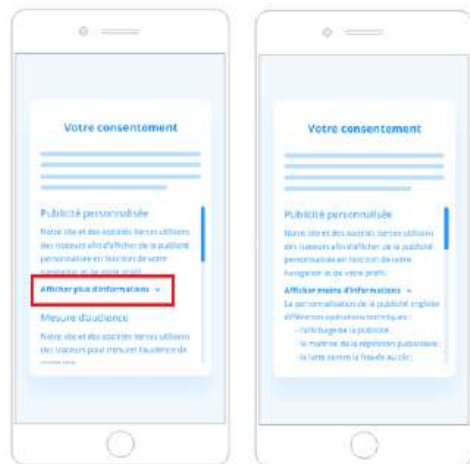 Votre consentement
Publicité personnalisée
Notre site et des sociétés tierces utilisent
des traceurs afin d'afficher de la publicité
personnalisée en fonction de votre
navigation et de votre profil.
Afficher plus d'informations
Mesure d'audience
Notre site et des sociétés tierces utilisent
des traceurs pour mesurer l'audience de
Votre consentement
Publicité personnalisée
Notre site et des sociétés tierces utilisent
des traceurs afin d'afficher de la publicité
personnalisée en fonction de votre
navigation et de votre profil.
Afficher moins d'informations
La personnalisation de la publicité englobe
différentes opérations techniques :
- l'affichage de la publicité ;
- la maîtrise de la répétition publicitaire ;
- la lutte contre la fraude au clic ;